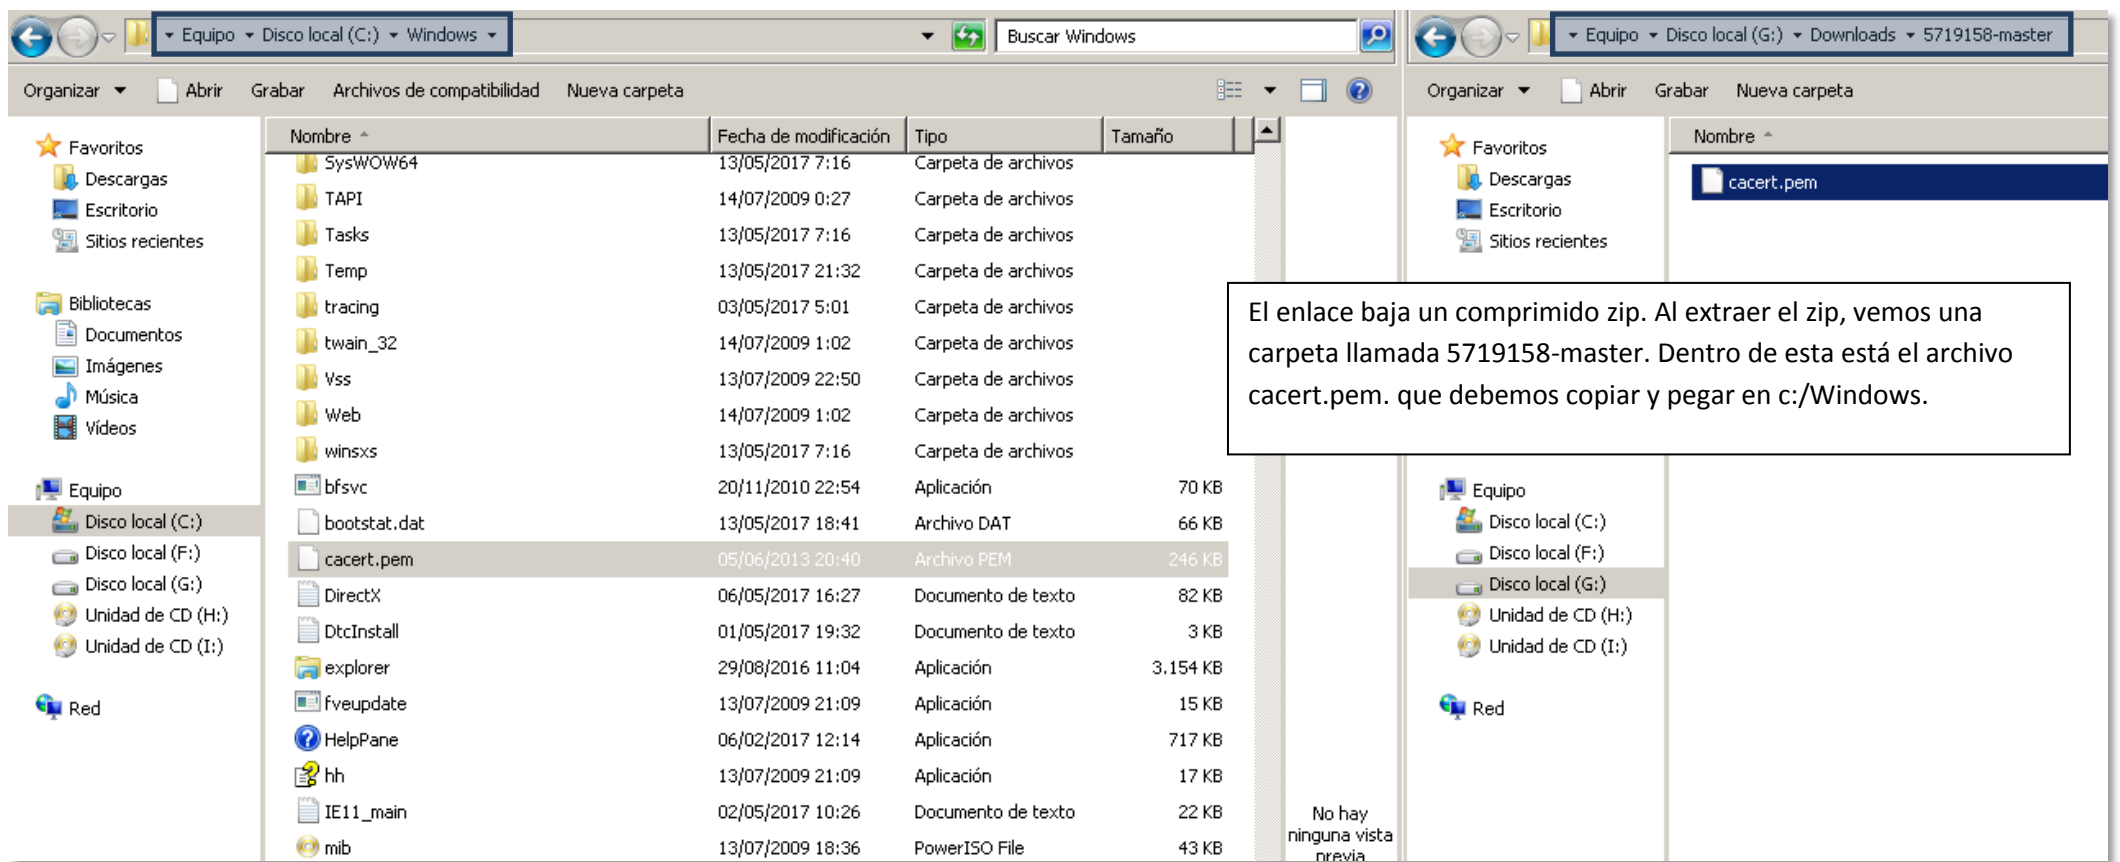 Equipo Disco local (C:) Windows
Buscar Windows
Organizar Abrir Grabar Archivos de compatibilidad Nueva carpeta
Favoritos
Descargas
Escritorio
Sitios recientes
Bibliotecas
Documentos
Imágenes
Música
Vídeos
Equipo
Disco local (C:)
Disco local (F:)
Disco local (G:)
Unidad de CD (H:)
Unidad de CD (I:)
Red
Nombre Fecha de modificación Tipo Tamaño
SysWOW64 13/05/2017 7:16 Carpeta de archivos
TAPI 14/07/2009 0:27 Carpeta de archivos
Tasks 13/05/2017 7:16 Carpeta de archivos
Temp 13/05/2017 21:32 Carpeta de archivos
tracing 03/05/2017 5:01 Carpeta de archivos
twain_32 14/07/2009 1:02 Carpeta de archivos
Vss 13/07/2009 22:50 Carpeta de archivos
Web 14/07/2009 1:02 Carpeta de archivos
winsxs 13/05/2017 7:16 Carpeta de archivos
bfsvc 20/11/2010 22:54 Aplicación 70 KB
bootstat.dat 13/05/2017 18:41 Archivo DAT 66 KB
cacert.pem 05/06/2013 20:40 Archivo PEM 246 KB
DirectX 06/05/2017 16:27 Documento de texto 82 KB
DtcInstall 01/05/2017 19:32 Documento de texto 3 KB
explorer 29/08/2016 11:04 Aplicación 3.154 KB
fveupdate 13/07/2009 21:09 Aplicación 15 KB
HelpPane 06/02/2017 12:14 Aplicación 717 KB
hh 13/07/2009 21:09 Aplicación 17 KB
IE11_main 02/05/2017 10:26 Documento de texto 22 KB
mib 13/07/2009 18:36 PowerISO File 43 KB
No hay
ninguna vista
previa
Equipo Disco local (G:) Downloads 5719158-master
Organizar Abrir Grabar Nueva carpeta
Favoritos
Descargas
Escritorio
Sitios recientes
Equipo
Disco local (C:)
Disco local (F:)
Disco local (G:)
Unidad de CD (H:)
Unidad de CD (I:)
Red
Nombre
cacert.pem
El enlace baja un comprimido zip. Al extraer el zip, vemos una
carpeta llamada 5719158-master. Dentro de esta está el archivo
cacert.pem. que debemos copiar y pegar en c:/Windows.